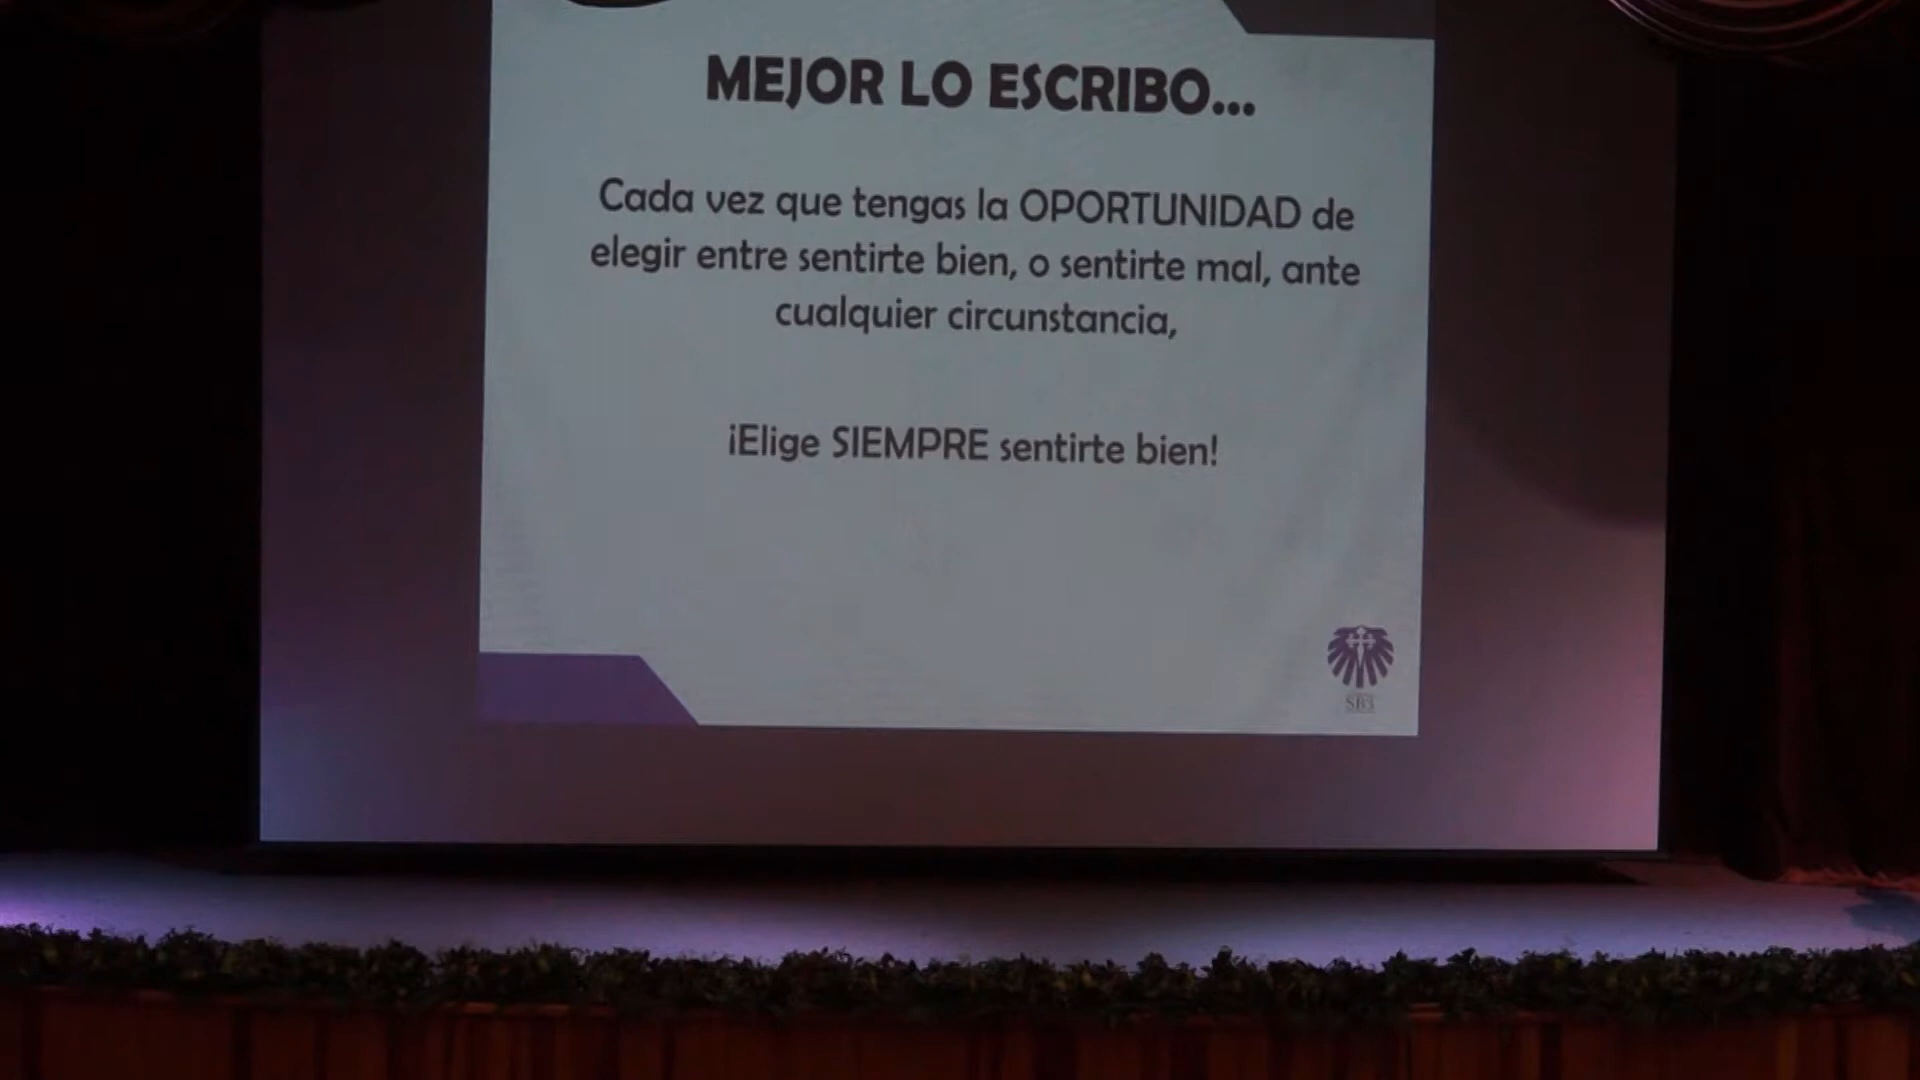 MEJOR LO ESCRIBO...
Cada vez que tengas la OPORTUNIDAD de
elegir entre sentirte bien, o sentirte mal, ante
cualquier circunstancia,
¡Elige SIEMPRE sentirte bien!
SB3